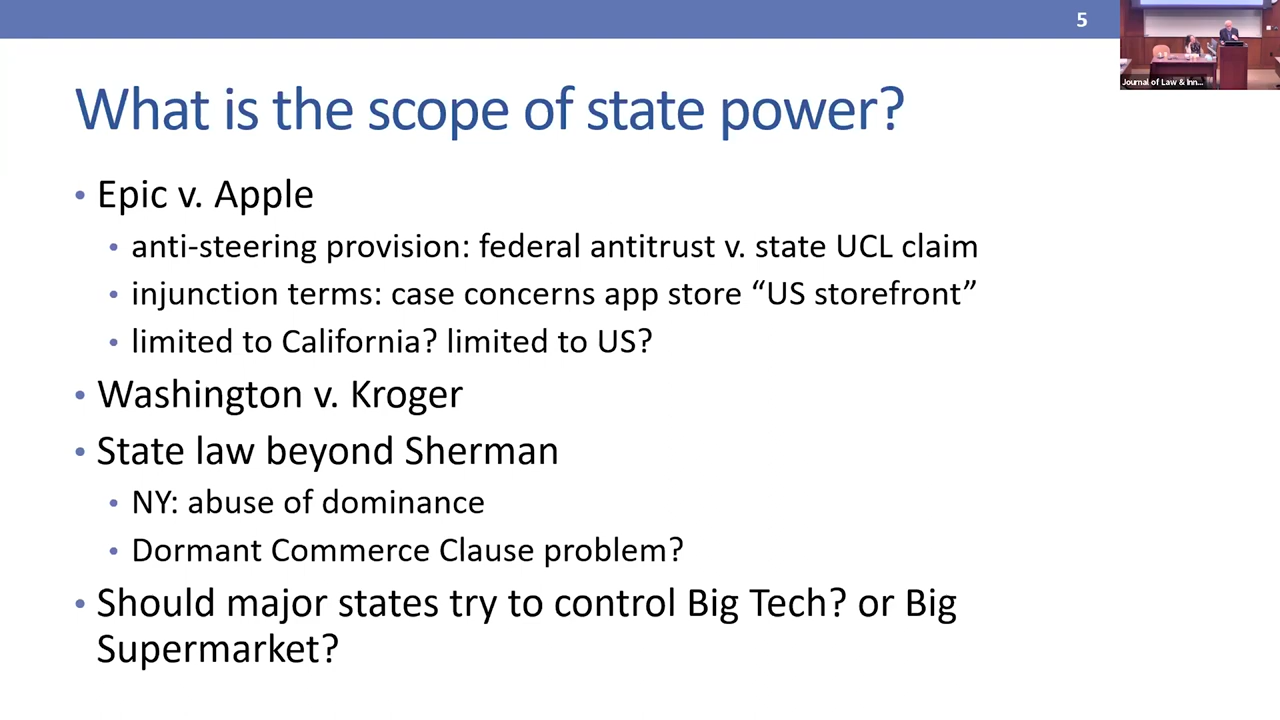 5
Journal of Law & Inn...
What is the scope of state power?
• Epic v. Apple
• anti-steering provision: federal antitrust v. state UCL claim
• injunction terms: case concerns app store “US storefront”
• limited to California? limited to US?
• Washington v. Kroger
• State law beyond Sherman
• NY: abuse of dominance
• Dormant Commerce Clause problem?
• Should major states try to control Big Tech? or Big
Supermarket?